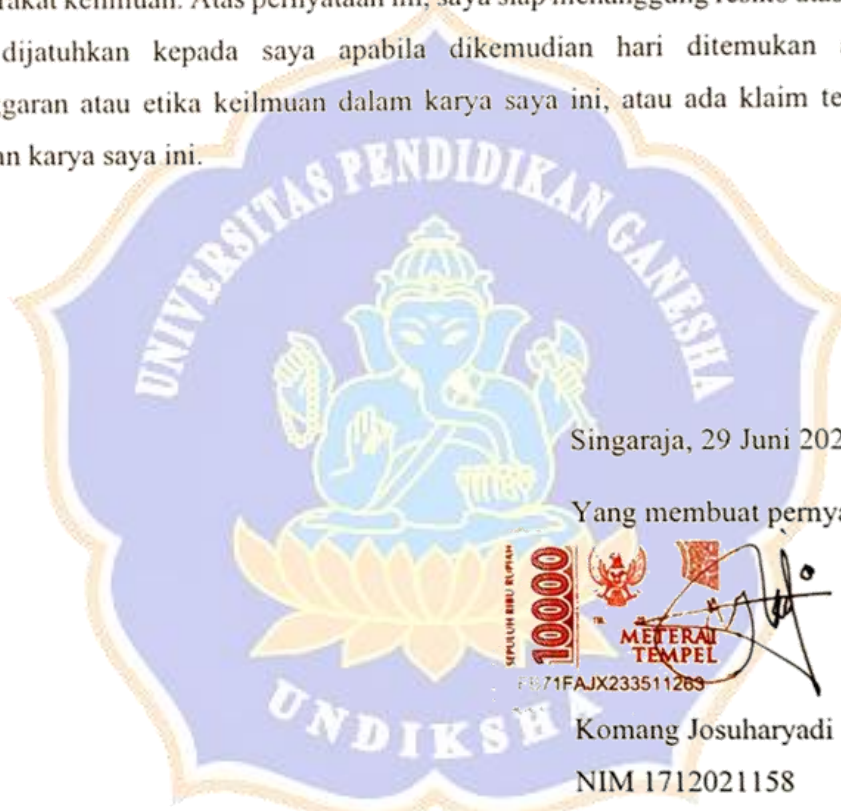 rakat keilmuan. Atas pernyataan ini, saya siap menanggung resiko atas
dijatuhkan kepada saya apabila dikemudian hari ditemukan
garan atau etika keilmuan dalam karya saya ini, atau ada klaim te
an karya saya ini.
UNIVERSITAS PENDIDIKAN GANESHA
Singaraja, 29 Juni 202
Yang membuat pernya
SEPULUH RIBU RUPIAH
10000
METERAI
TEMPEL
71FAJX233511263
UNDIKSHA
Komang Josuharyadi
NIM 1712021158